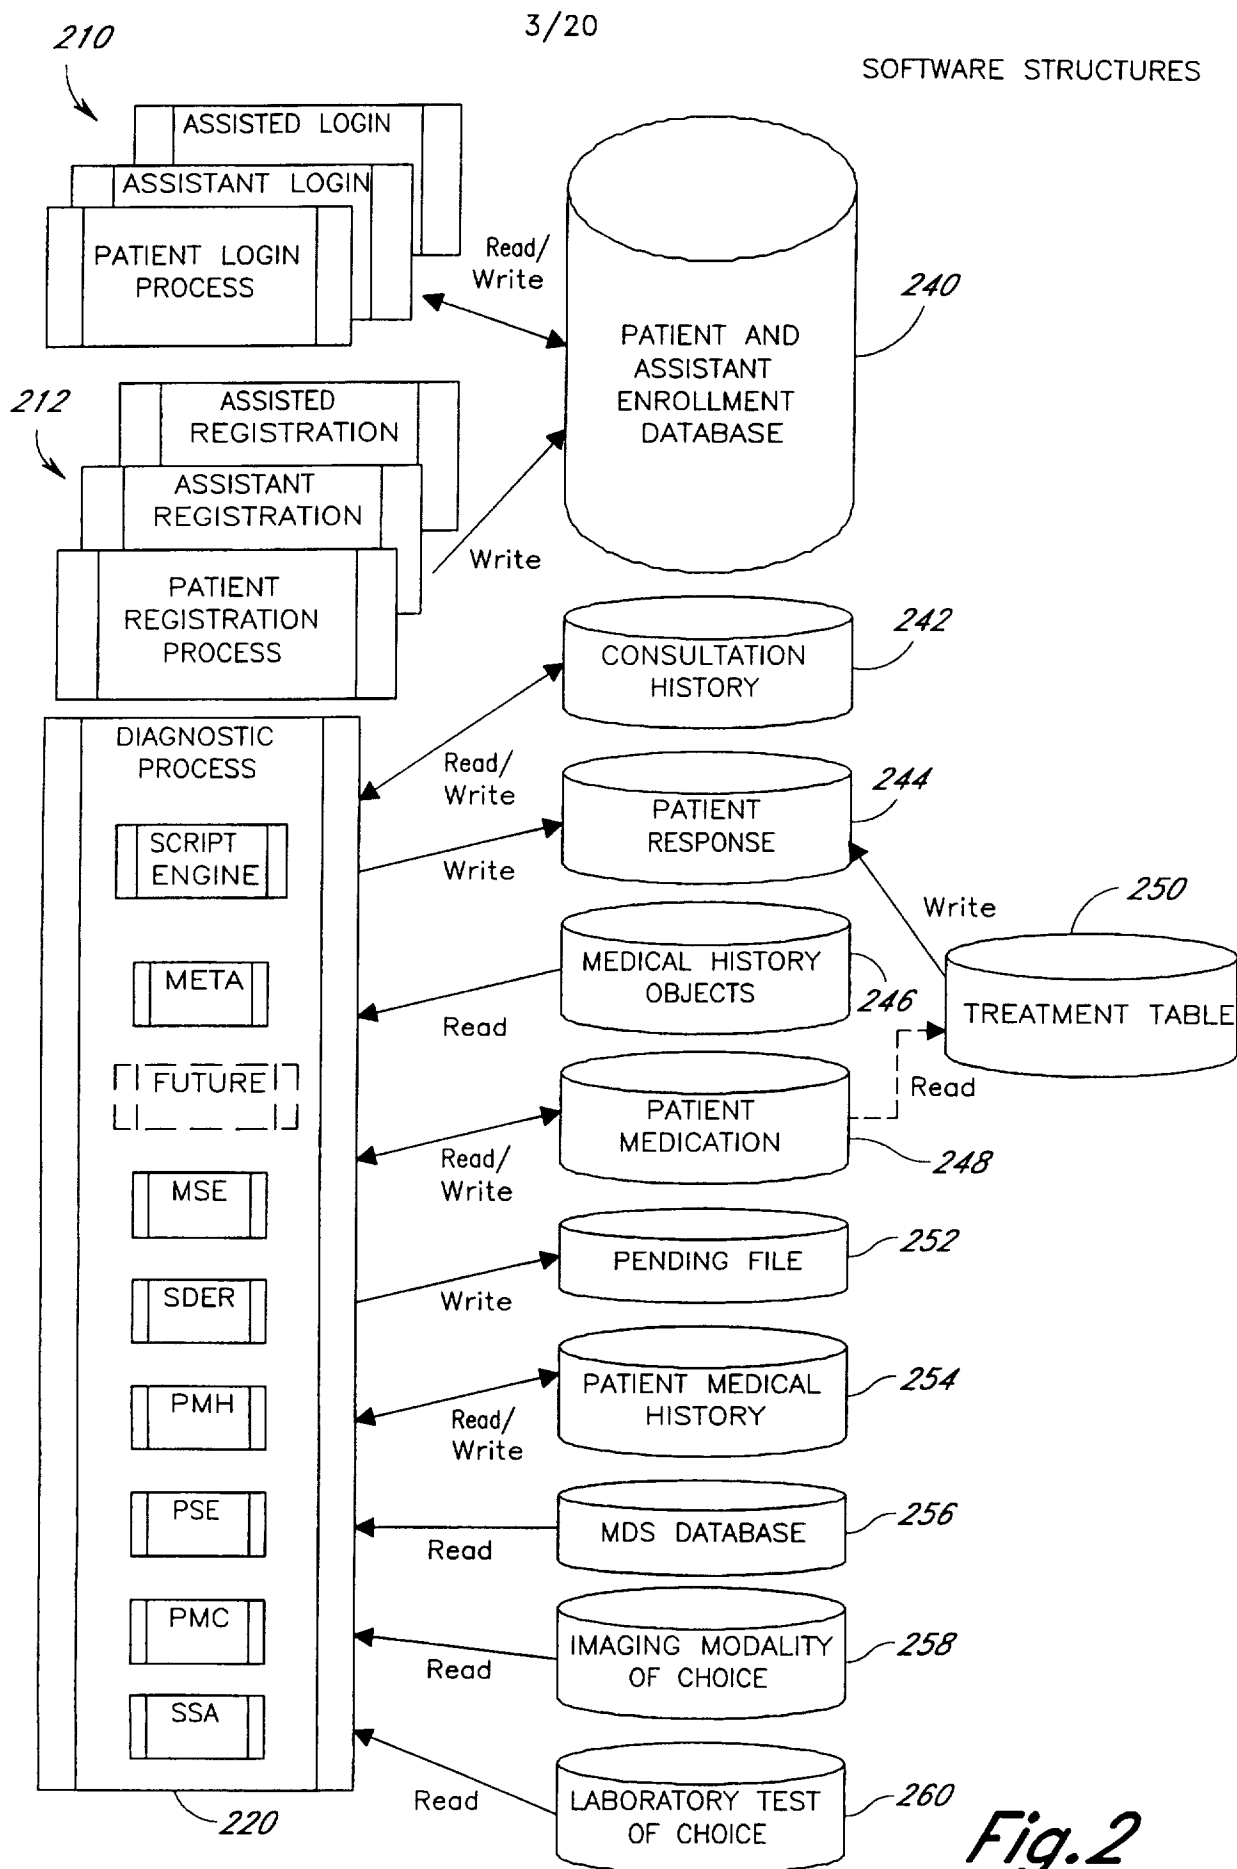 3/20
SOFTWARE STRUCTURES
210
ASSISTED LOGIN
ASSISTANT LOGIN
PATIENT LOGIN
PROCESS
Read/
Write
240
PATIENT AND
ASSISTANT
ENROLLMENT
DATABASE
212
ASSISTED
REGISTRATION
ASSISTANT
REGISTRATION
PATIENT
REGISTRATION
PROCESS
Write
242
CONSULTATION
HISTORY
DIAGNOSTIC
PROCESS
Read/
Write
244
PATIENT
RESPONSE
SCRIPT
ENGINE
Write
Write
250
TREATMENT TABLE
MEDICAL HISTORY
OBJECTS
246
META
Read
FUTURE
Read
PATIENT
MEDICATION
248
Read/
Write
MSE
252
PENDING FILE
SDER
Write
254
PATIENT MEDICAL
HISTORY
PMH
Read/
Write
PSE
256
MDS DATABASE
Read
PMC
258
IMAGING MODALITY
OF CHOICE
Read
SSA
260
LABORATORY TEST
OF CHOICE
Read
220
Fig.2